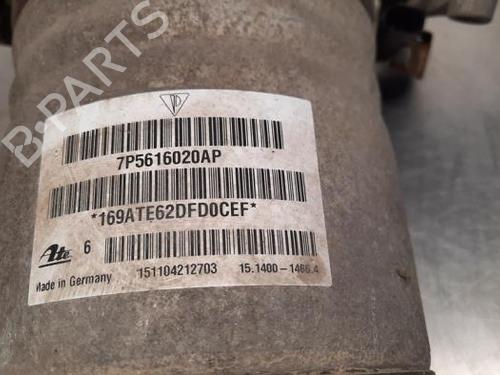 B-PARTS
7P5616020AP
*169ATE62DFD0CEF*
Ate 6
Made in Germany 151104212703 15.1400-1466.4